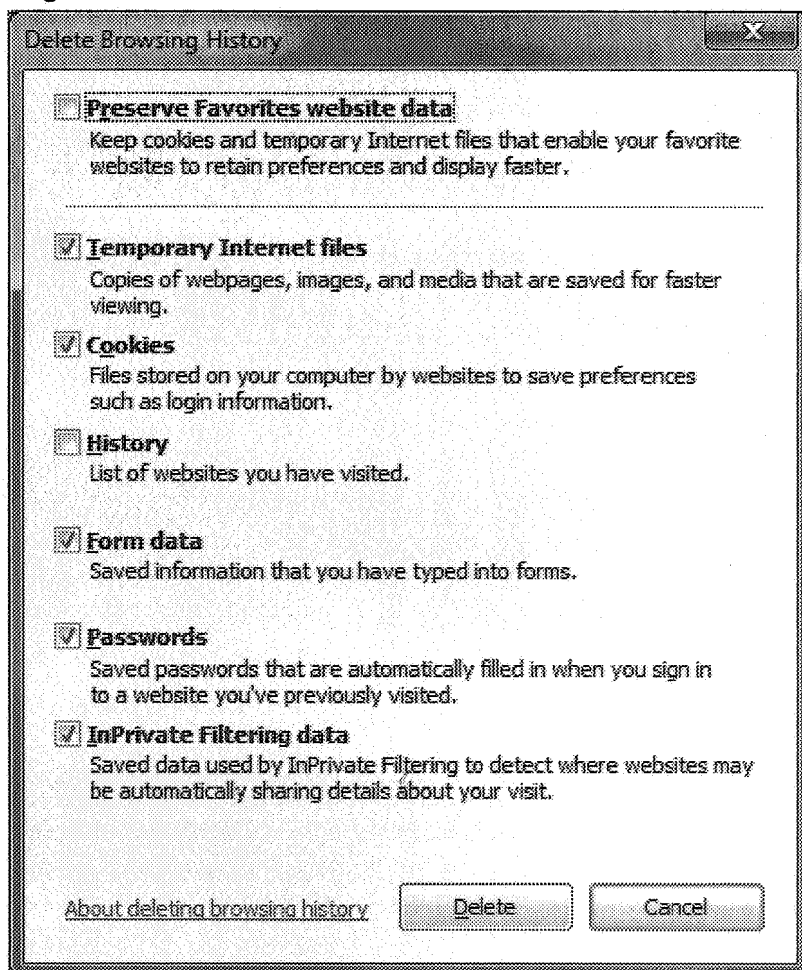 Delete Browsing History
Preserve Favorites website data
Keep cookies and temporary Internet files that enable your favorite
websites to retain preferences and display faster.
Temporary Internet files
Copies of webpages, images, and media that are saved for faster
viewing.
Cookies
Files stored on your computer by websites to save preferences
such as login information.
History
List of websites you have visited.
Form data
Saved information that you have typed into forms.
Passwords
Saved passwords that are automatically filled in when you sign in
to a website you've previously visited.
InPrivate Filtering data
Saved data used by InPrivate Filtering to detect where websites may
be automatically sharing details about your visit.
About deleting browsing history Delete Cancel